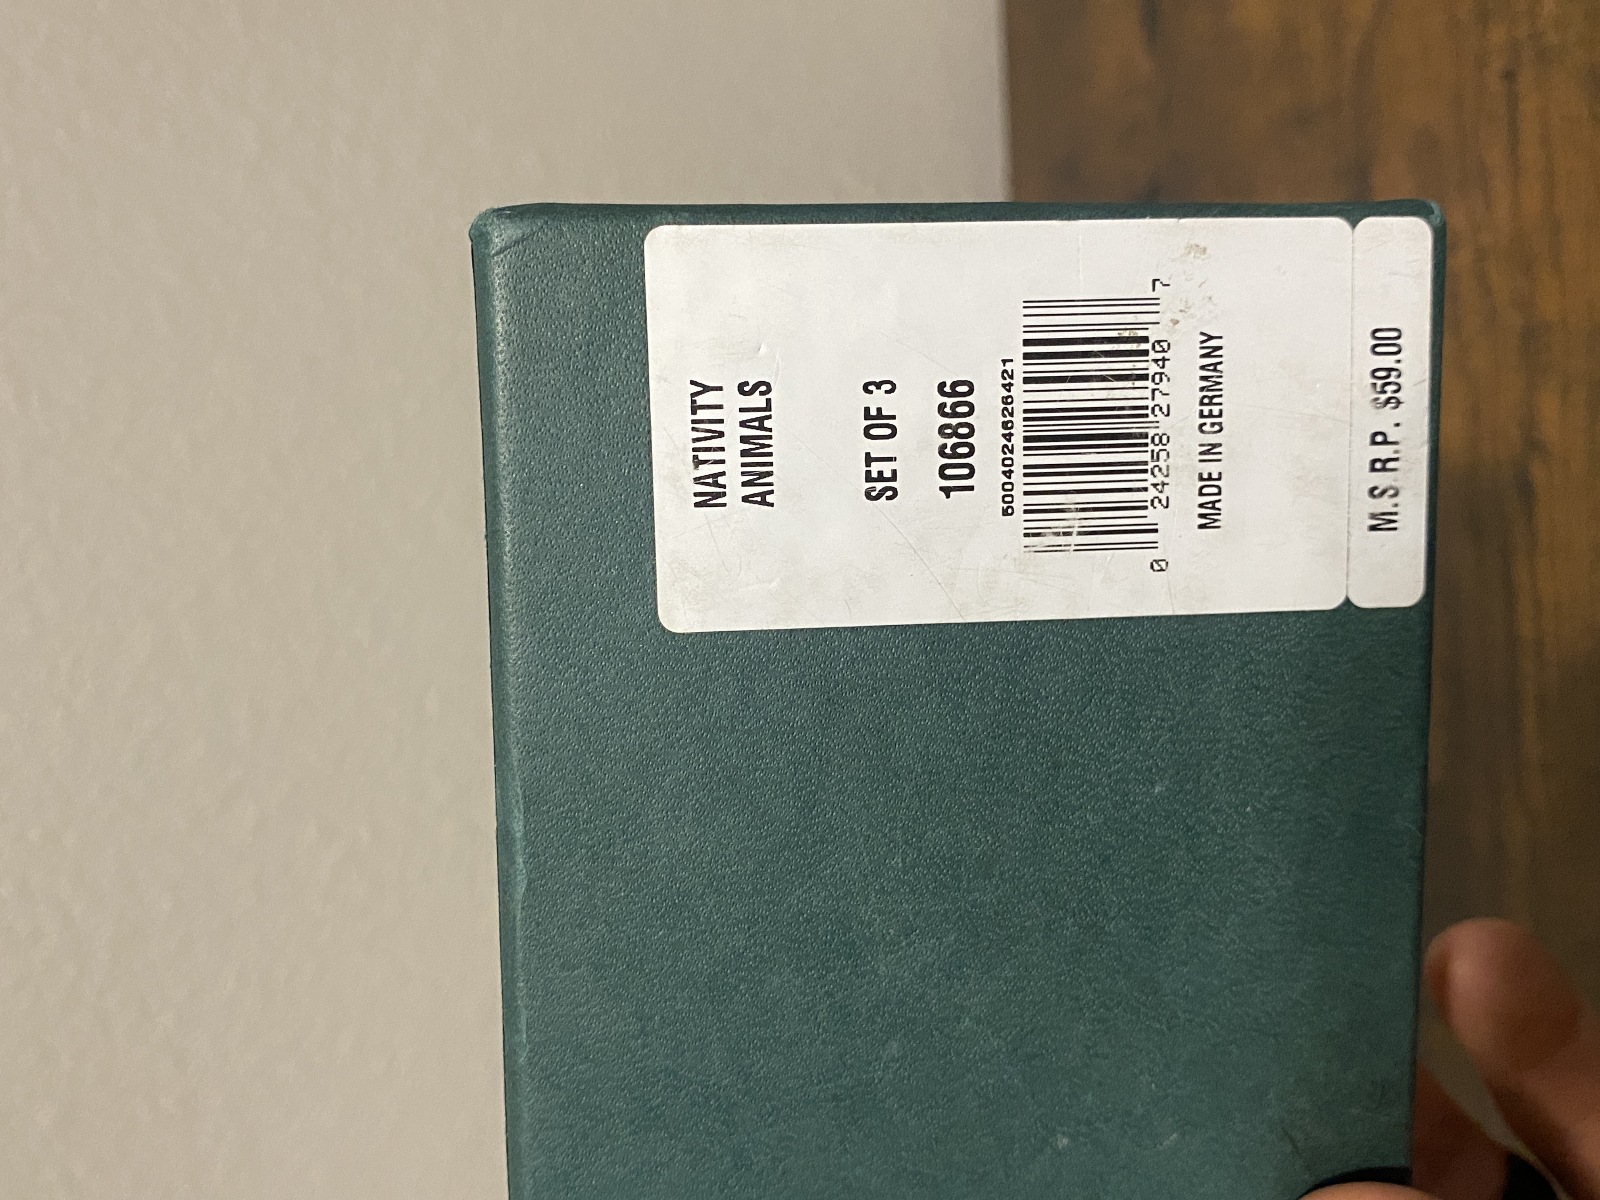 NATIVITY
ANIMALS
SET OF 3
106866
5004024626421
0 24258 27940 7
MADE IN GERMANY
M.S R.P. $59.00